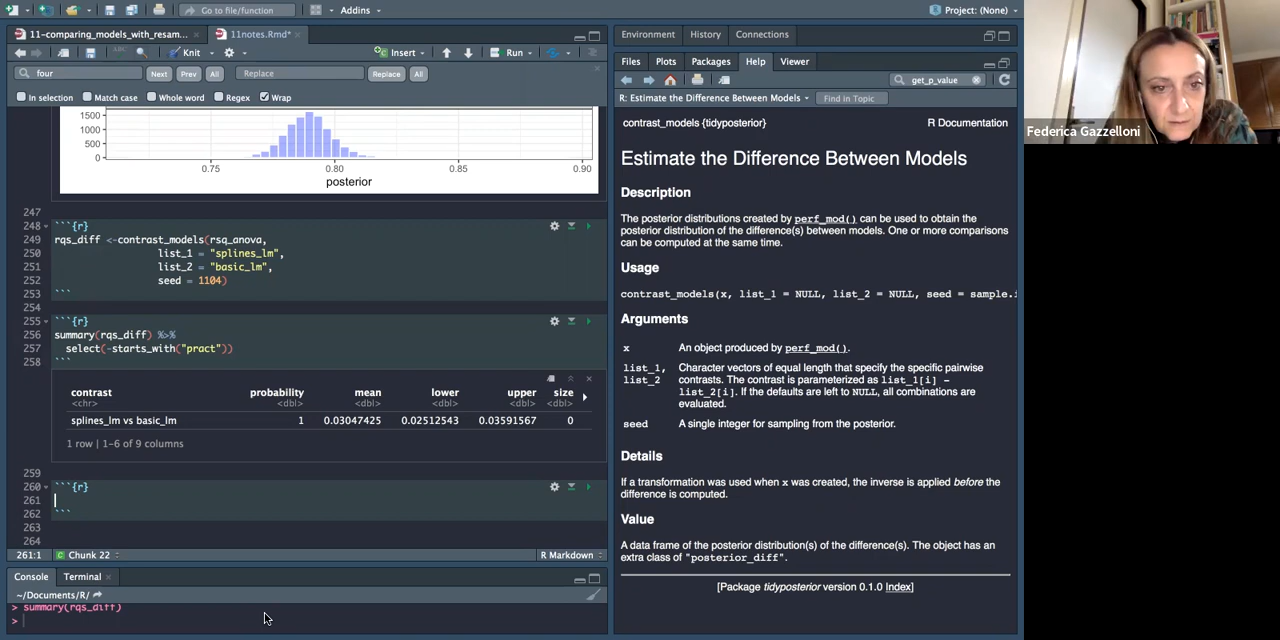 Go to file/function
Addins
Project: (None)
11-comparing_models_with_resam...
11notes.Rmd*
Knit
Insert
Run
four
Next
Prev
All
Replace
Replace
All
In selection
Match case
Whole word
Regex
Wrap
1500
1000
500
0
0.75
0.80
0.85
0.90
posterior
247
248 ```{r}
249 rqs_diff <-contrast_models(rsq_anova,
250 list_1 = "splines_lm",
251 list_2 = "basic_lm",
252 seed = 1104)
253 ```
254
255 ```{r}
256 summary(rqs_diff) %>%
257 select(-starts_with("pract"))
258 ```
contrast probability mean lower upper size
<chr> <dbl> <dbl> <dbl> <dbl> <dbl>
splines_lm vs basic_lm 1 0.03047425 0.02512543 0.03591567 0
1 row | 1-6 of 9 columns
259
260 ```{r}
261
262 ```
263
264
261:1 Chunk 22 R Markdown
Console Terminal
~/Documents/R/
> summary(rqs_diff)
>
Environment History Connections
Files Plots Packages Help Viewer
get_p_value
R: Estimate the Difference Between Models
Find in Topic
contrast_models {tidyposterior} R Documentation
Estimate the Difference Between Models
Description
The posterior distributions created by perf_mod() can be used to obtain the
posterior distribution of the difference(s) between models. One or more comparisons
can be computed at the same time.
Usage
contrast_models(x, list_1 = NULL, list_2 = NULL, seed = sample.i
Arguments
x An object produced by perf_mod().
list_1, Character vectors of equal length that specify the specific pairwise
list_2 contrasts. The contrast is parameterized as list_1[i] -
list_2[i]. If the defaults are left to NULL, all combinations are
evaluated.
seed A single integer for sampling from the posterior.
Details
If a transformation was used when x was created, the inverse is applied before the
difference is computed.
Value
A data frame of the posterior distribution(s) of the difference(s). The object has an
extra class of "posterior_diff".
[Package tidyposterior version 0.1.0 Index]
Federica Gazzelloni